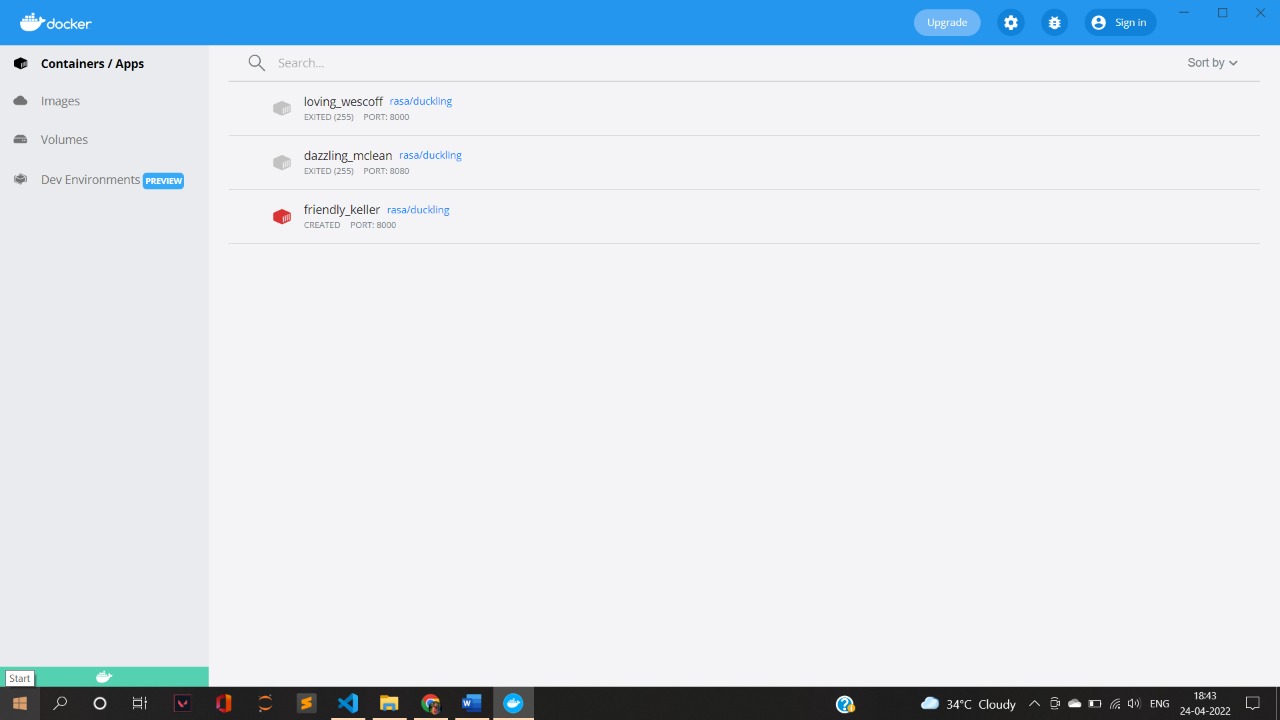 docker
Upgrade
Sign in
Containers / Apps
Images
Volumes
Dev Environments PREVIEW
Search...
Sort by
loving_wescoff rasa/duckling
EXITED (255) PORT: 8000
dazzling_mclean rasa/duckling
EXITED (255) PORT: 8080
friendly_keller rasa/duckling
CREATED PORT: 8000
Start
34°C Cloudy
ENG
18:43
24-04-2022